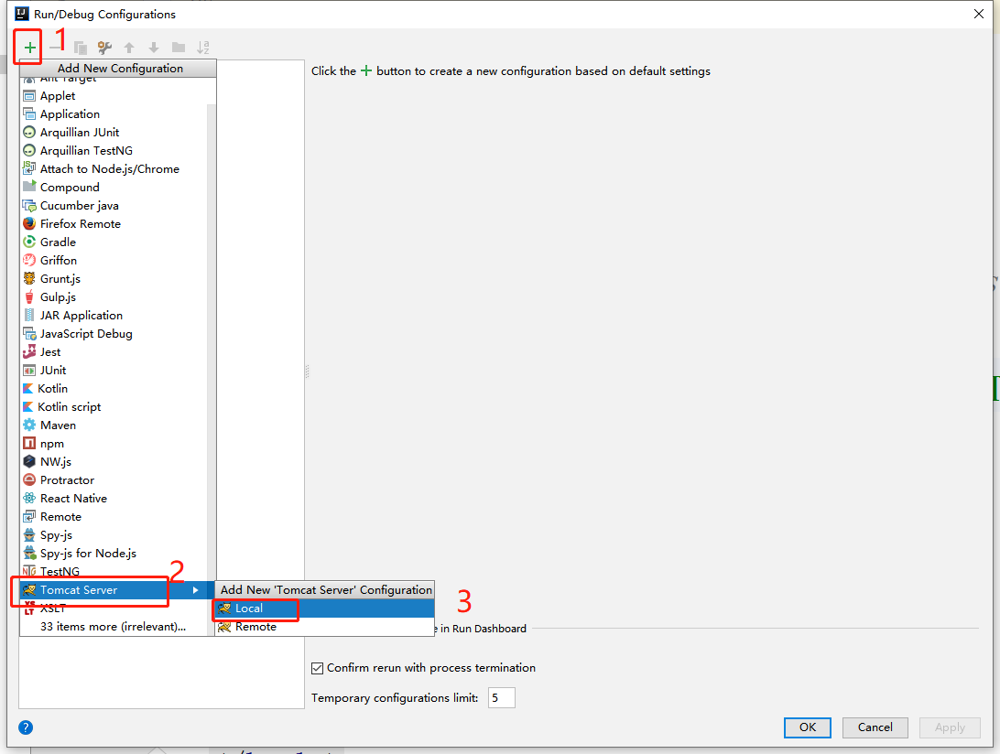 Run/Debug Configurations
1
Add New Configuration
Click the + button to create a new configuration based on default settings
Ant Target
Applet
Application
Arquillian JUnit
Arquillian TestNG
Attach to Node.js/Chrome
Compound
Cucumber java
Firefox Remote
Gradle
Griffon
Grunt.js
Gulp.js
JAR Application
JavaScript Debug
Jest
JUnit
Kotlin
Kotlin script
Maven
npm
NW.js
Protractor
React Native
Remote
Spy-js
Spy-js for Node.js
TestNG
2
Tomcat Server
Add New 'Tomcat Server' Configuration
XSLT
Local
3
33 items more (irrelevant)...
Remote
in Run Dashboard
Confirm rerun with process termination
Temporary configurations limit: 5
?
OK
Cancel
Apply